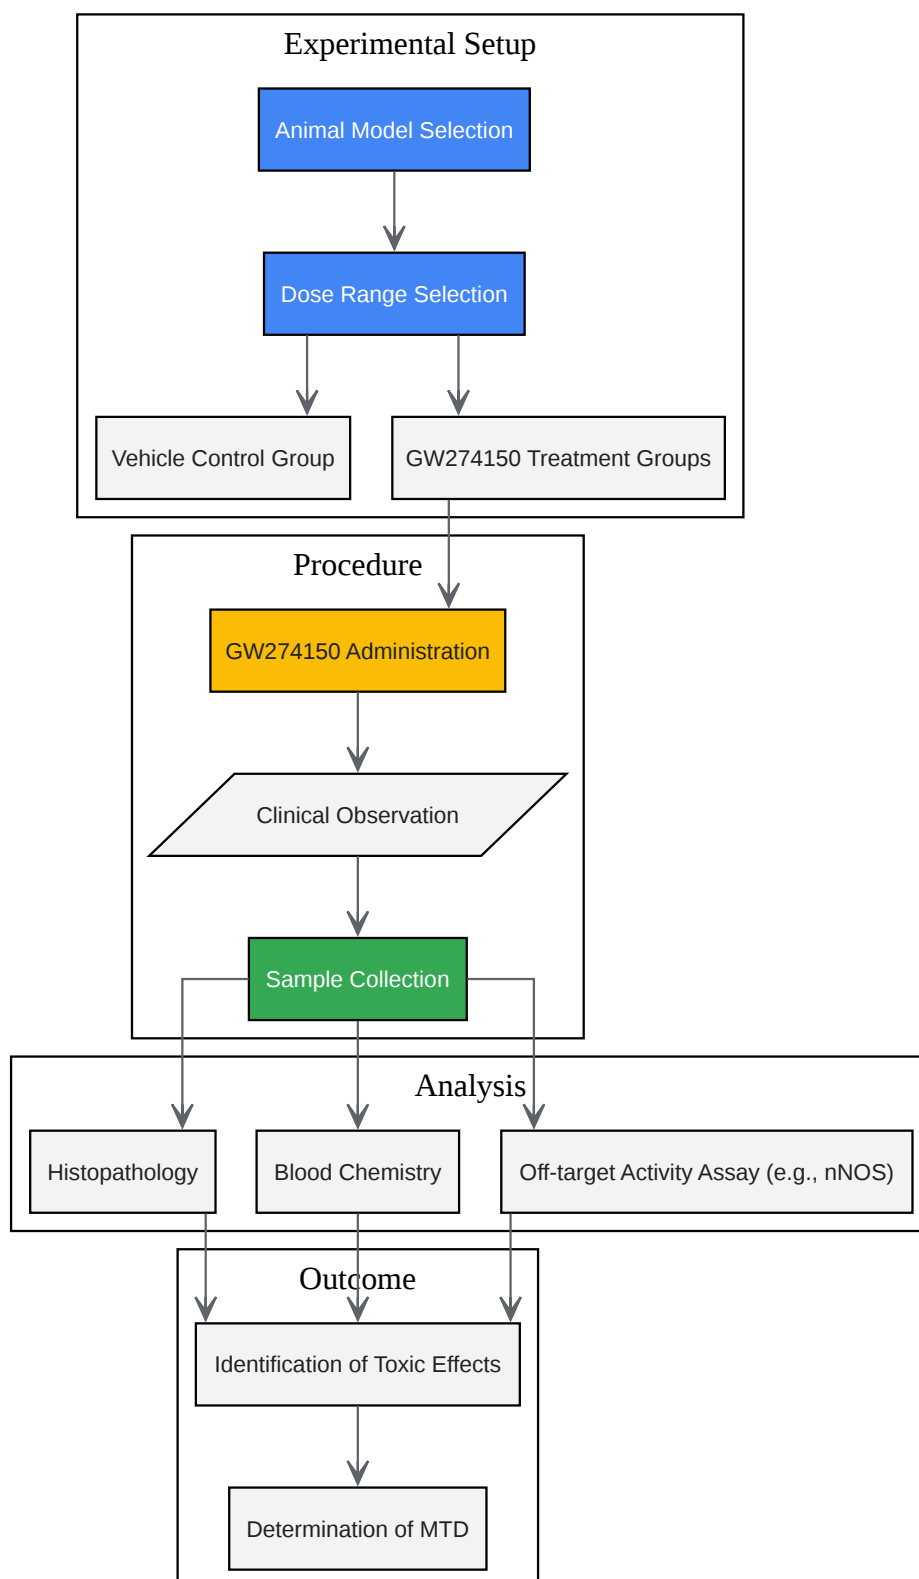 Experimental Setup
Animal Model Selection
Dose Range Selection
Vehicle Control Group
GW274150 Treatment Groups
Procedure
GW274150 Administration
Clinical Observation
Sample Collection
Analysis
Histopathology
Blood Chemistry
Off-target Activity Assay (e.g., nNOS)
Outcome
Identification of Toxic Effects
Determination of MTD